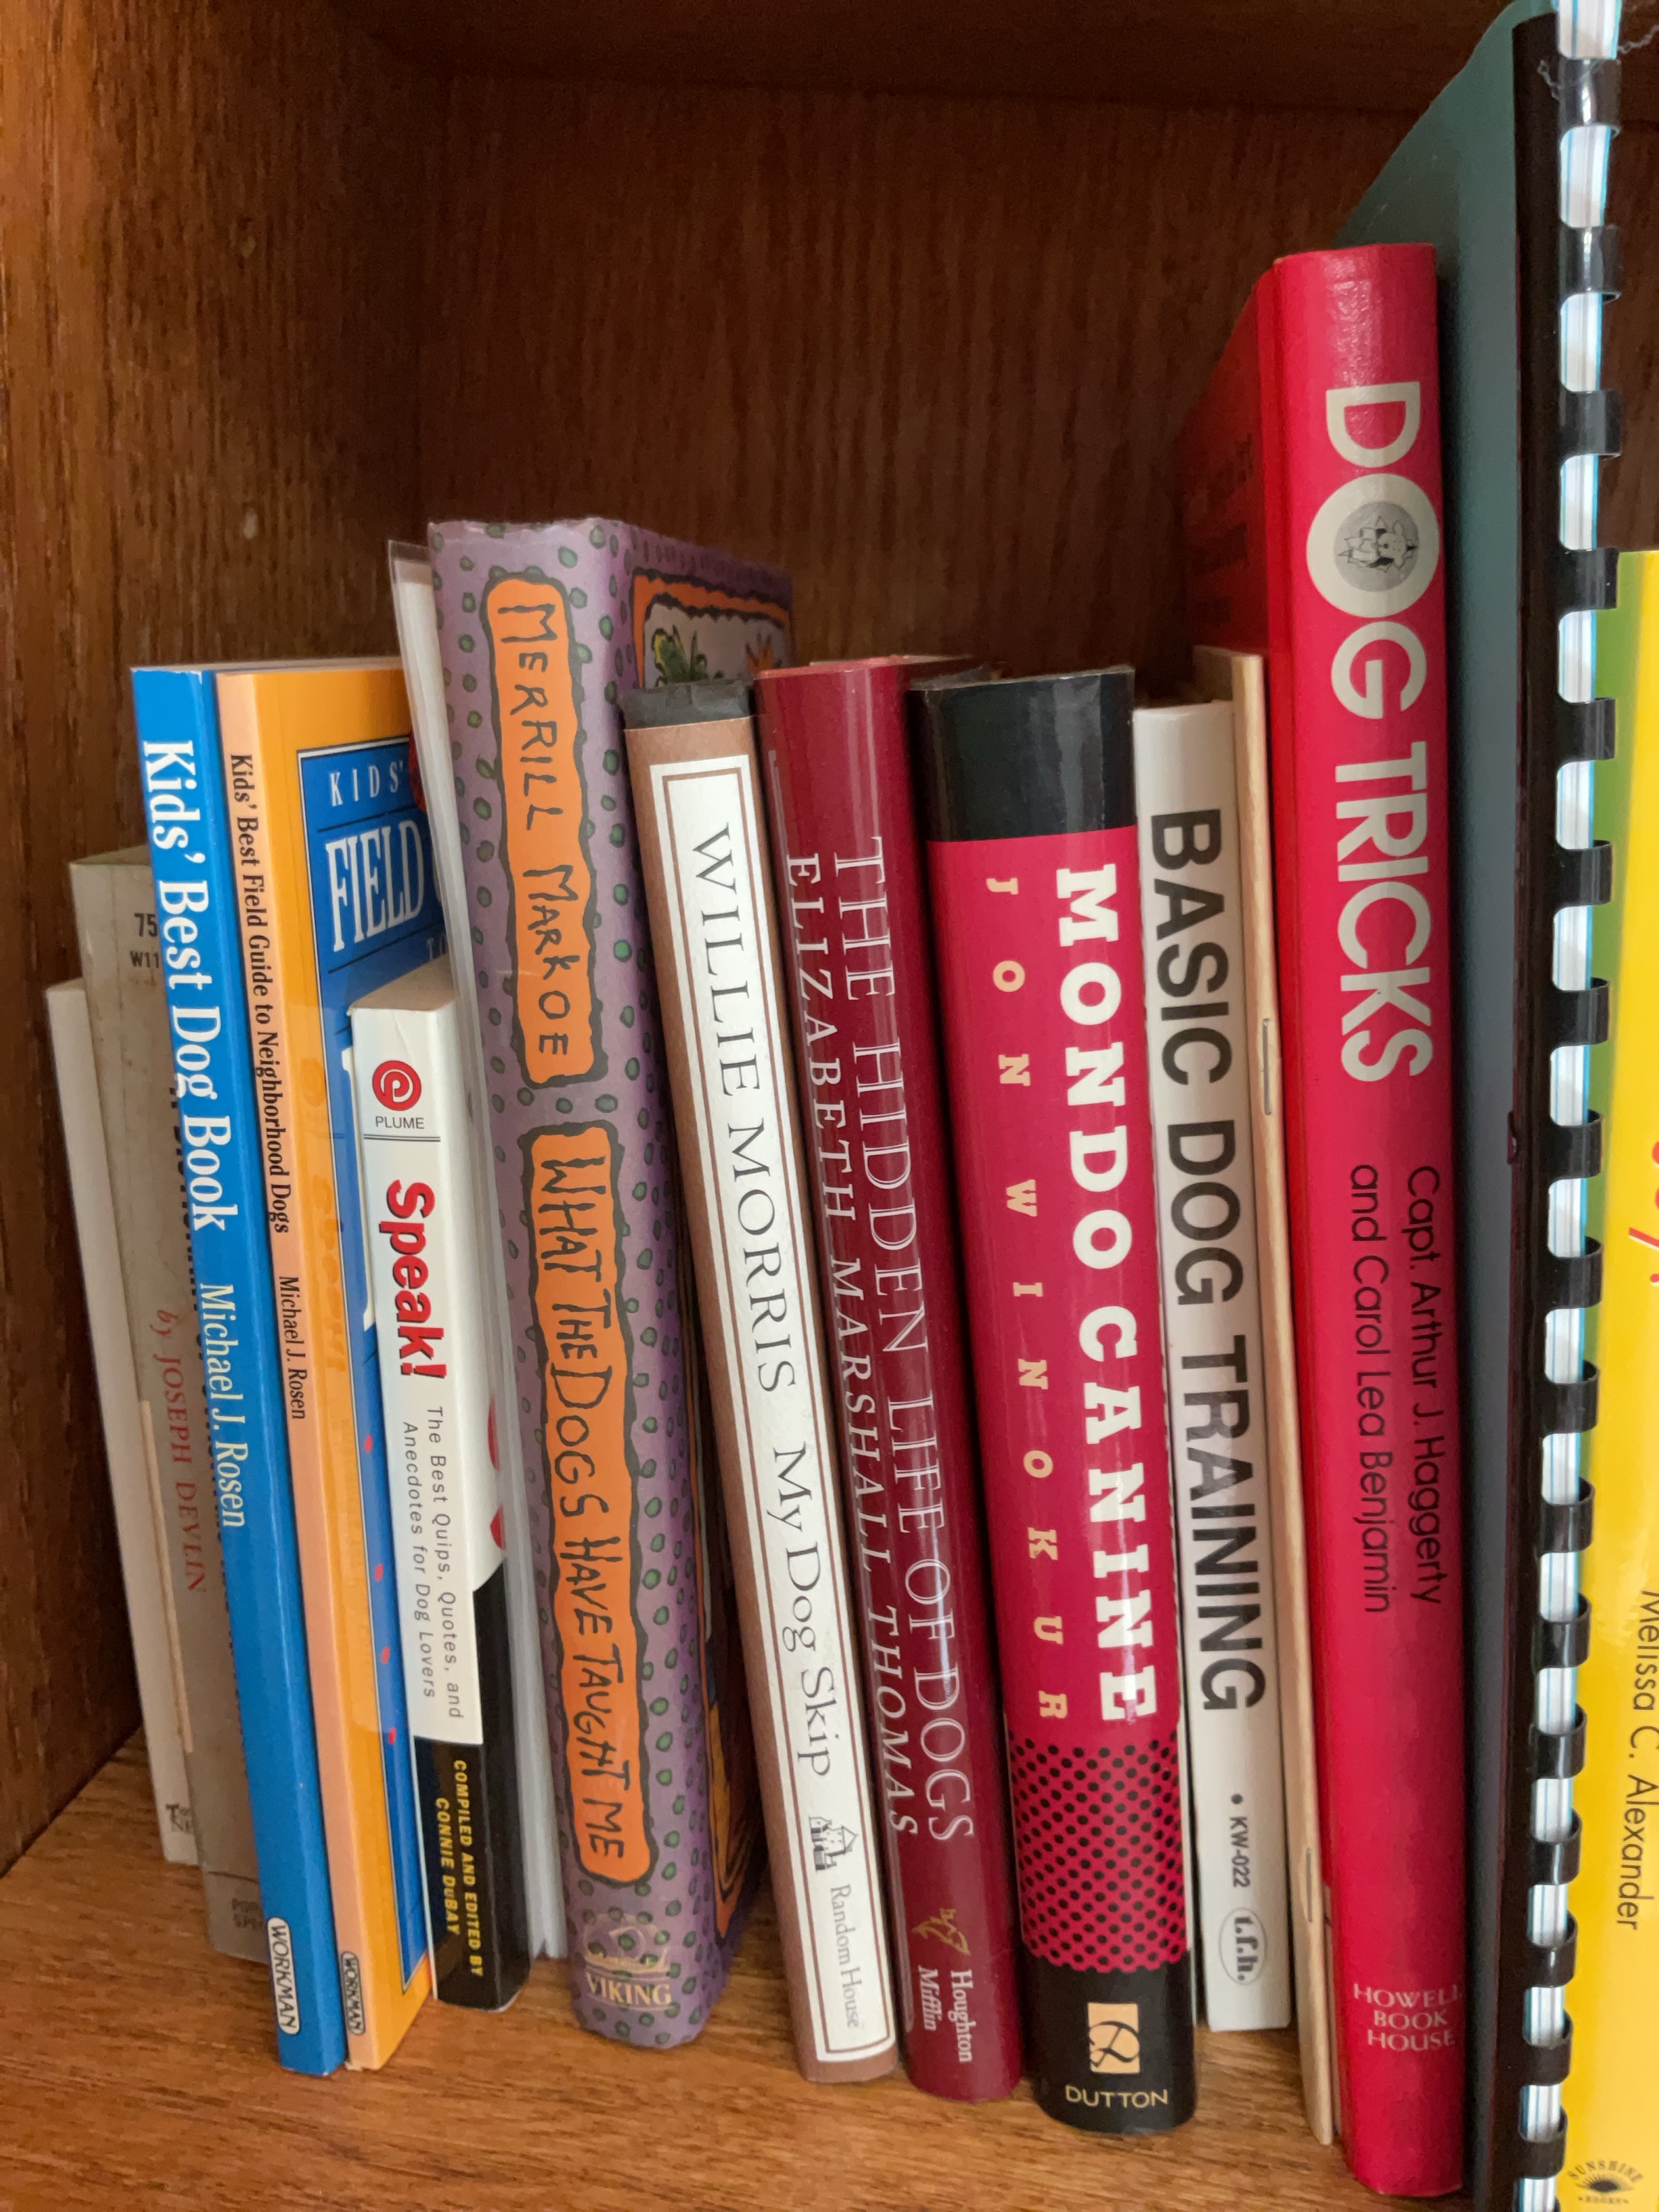 75
W11
by JOSEPH DEVLIN
Kids' Best Dog Book Michael J. Rosen
WORKMAN
Kids' Best Field Guide to Neighborhood Dogs Michael J. Rosen
WORKMAN
KIDS'
FIELD
PLUME
Speak!
The Best Quips, Quotes, and
Anecdotes for Dog Lovers
COMPILED AND EDITED BY
CONNIE DUBAY
MERRILL MARKOE
WHAT THE DOGS HAVE TAUGHT ME
VIKING
WILLIE MORRIS My Dog Skip
Random House
THE HIDDEN LIFE OF DOGS
ELIZABETH MARSHALL THOMAS
Houghton
Mifflin
MONDO CANINE
JON WINOKUR
DUTTON
BASIC DOG TRAINING
• KW-022
t.f.h.
DOG TRICKS
Capt. Arthur J. Haggerty
and Carol Lea Benjamin
HOWELL
BOOK
HOUSE
Melissa C. Alexander
SUNSHINE
BOOKS